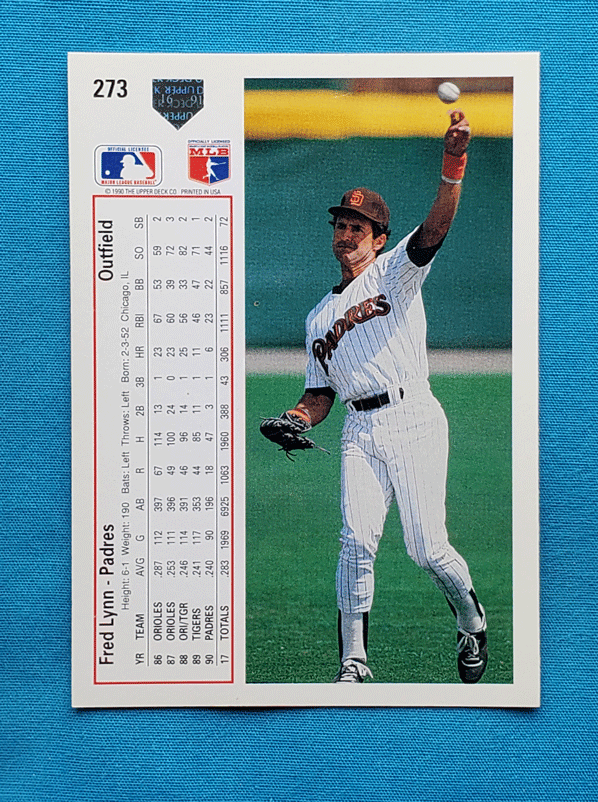 273
UPPER DECK
91
OFFICIAL LICENSEE
MAJOR LEAGUE BASEBALL
OFFICIALLY LICENSED
MLB
© 1990 THE UPPER DECK CO. PRINTED IN USA
Fred Lynn - Padres Outfield
Height: 6-1 Weight: 190 Bats: Left Throws: Left Born: 2-3-52 Chicago, IL
YR TEAM AVG G AB R H 2B 3B HR RBI BB SO SB
86 ORIOLES .287 112 397 67 114 13 1 23 67 53 59 2
87 ORIOLES .253 111 396 49 100 24 0 23 60 39 72 3
88 ORI/TGR .246 114 391 46 96 14 1 25 56 33 82 2
89 TIGERS .241 117 353 44 85 11 1 11 46 47 71 1
90 PADRES .240 90 196 18 47 3 1 6 23 22 44 2
17 TOTALS .283 1969 6925 1063 1960 388 43 306 1111 857 1116 72
SD
PADRES